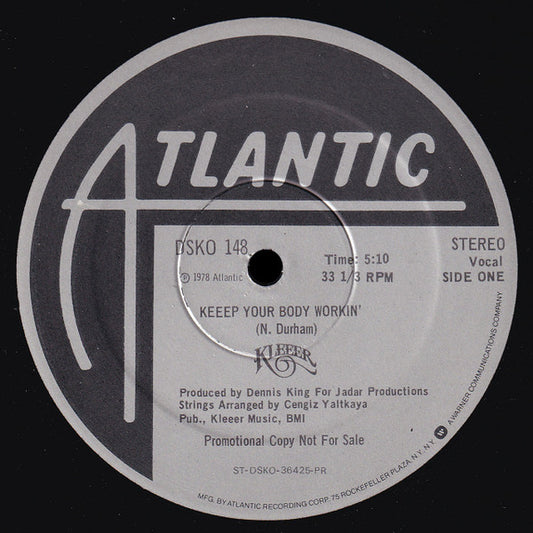 ATLANTIC
DSKO 148
STEREO
Time: 5:10
Vocal
℗ 1978 Atlantic
33 1/3 RPM
SIDE ONE
KEEEP YOUR BODY WORKIN'
(N. Durham)
KLEEER
Produced by Dennis King For Jadar Productions
Strings Arranged by Cengiz Yaltkaya
Pub., Kleeer Music, BMI
Promotional Copy Not For Sale
ST-DSKO-36425-PR
MFG. BY ATLANTIC RECORDING CORP. 75 ROCKEFELLER PLAZA, N.Y. N.Y. A WARNER COMMUNICATIONS COMPANY